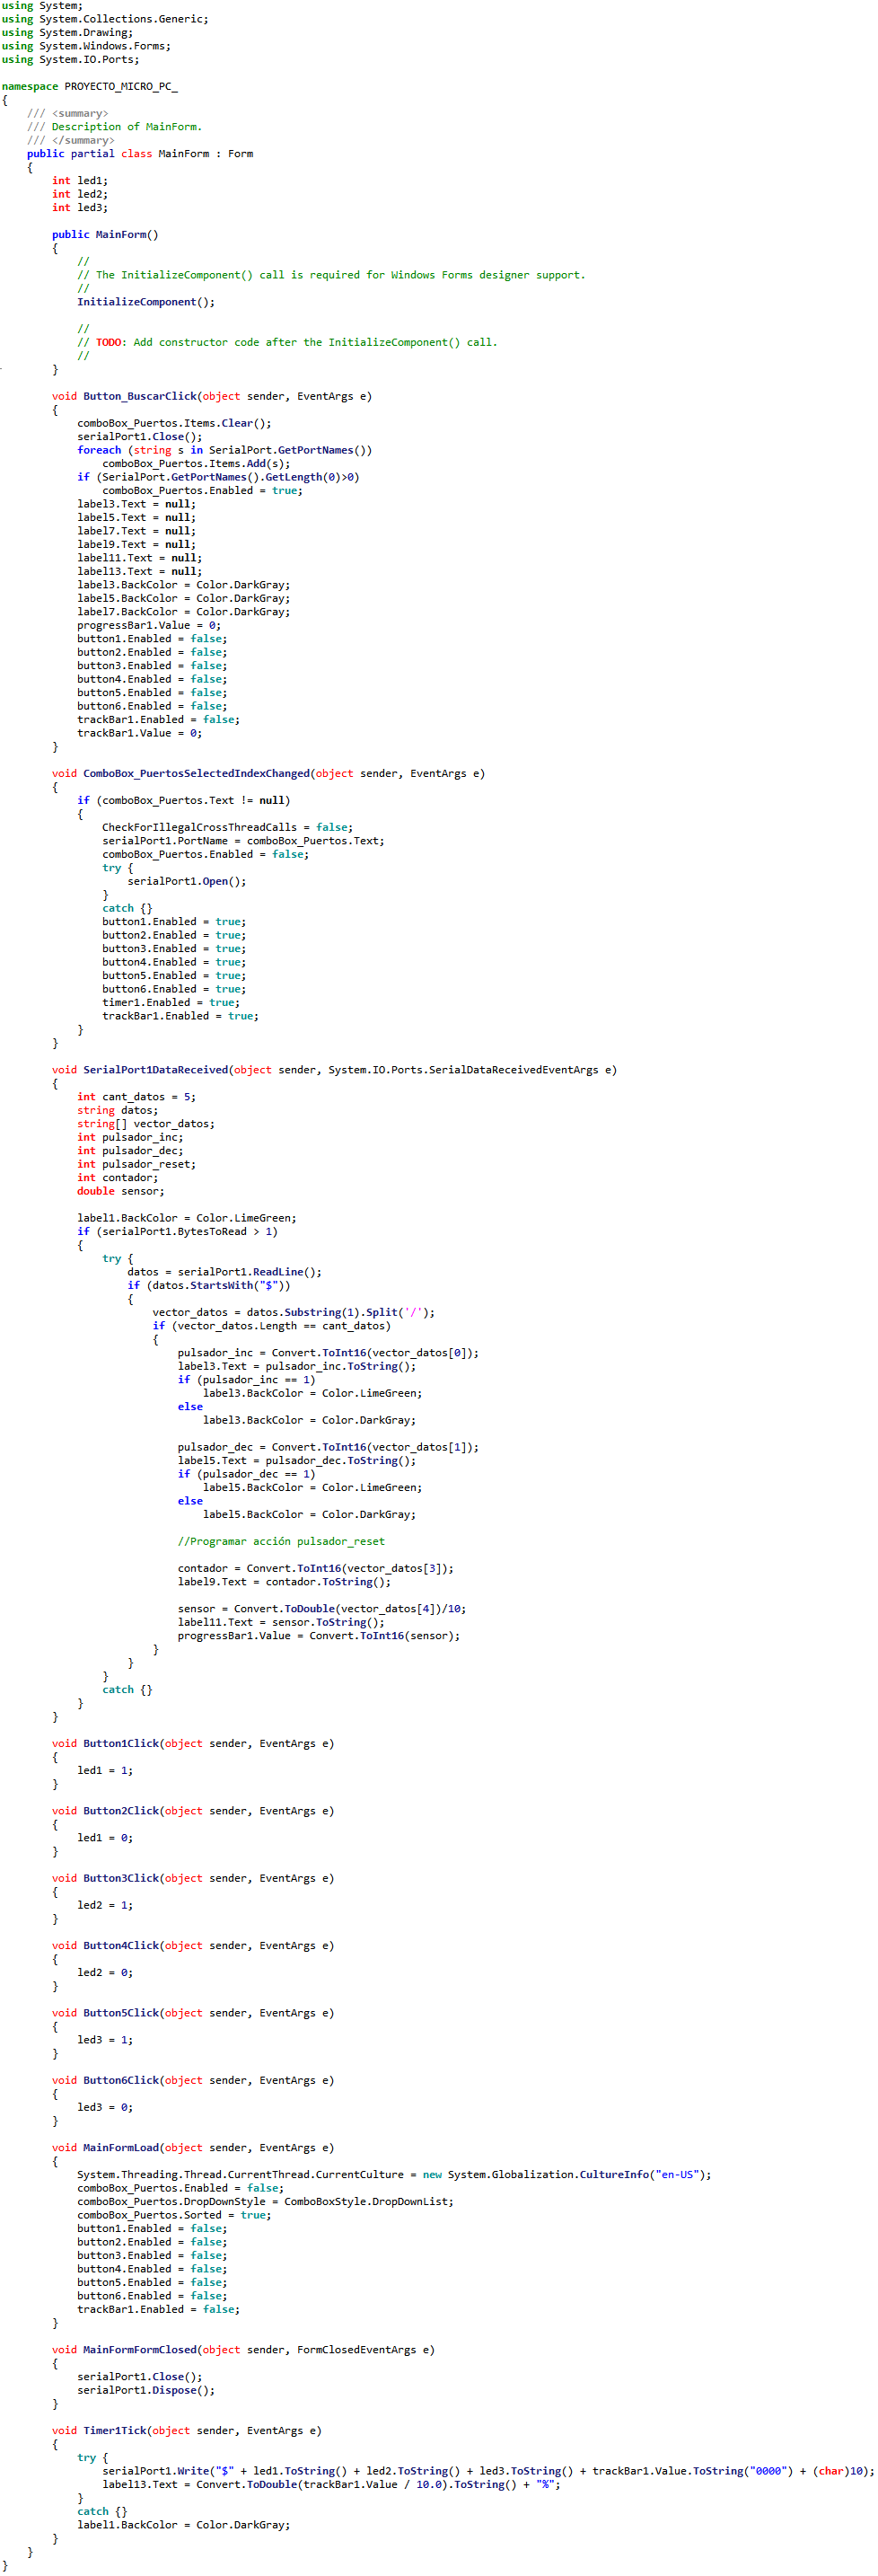 using System;
using System.Collections.Generic;
using System.Drawing;
using System.Windows.Forms;
using System.IO.Ports;

namespace PROYECTO_MICRO_PC_
{
    /// <summary>
    /// Description of MainForm.
    /// </summary>
    public partial class MainForm : Form
    {
        int led1;
        int led2;
        int led3;

        public MainForm()
        {
            //
            // The InitializeComponent() call is required for Windows Forms designer support.
            //
            InitializeComponent();

            //
            // TODO: Add constructor code after the InitializeComponent() call.
            //
        }

        void Button_BuscarClick(object sender, EventArgs e)
        {
            comboBox_Puertos.Items.Clear();
            serialPort1.Close();
            foreach (string s in SerialPort.GetPortNames())
                comboBox_Puertos.Items.Add(s);
            if (SerialPort.GetPortNames().GetLength(0)>0)
                comboBox_Puertos.Enabled = true;
            label3.Text = null;
            label5.Text = null;
            label7.Text = null;
            label9.Text = null;
            label11.Text = null;
            label13.Text = null;
            label3.BackColor = Color.DarkGray;
            label5.BackColor = Color.DarkGray;
            label7.BackColor = Color.DarkGray;
            progressBar1.Value = 0;
            button1.Enabled = false;
            button2.Enabled = false;
            button3.Enabled = false;
            button4.Enabled = false;
            button5.Enabled = false;
            button6.Enabled = false;
            trackBar1.Enabled = false;
            trackBar1.Value = 0;
        }

        void ComboBox_PuertosSelectedIndexChanged(object sender, EventArgs e)
        {
            if (comboBox_Puertos.Text != null)
            {
                CheckForIllegalCrossThreadCalls = false;
                serialPort1.PortName = comboBox_Puertos.Text;
                comboBox_Puertos.Enabled = false;
                try {
                    serialPort1.Open();
                }
                catch {}
                button1.Enabled = true;
                button2.Enabled = true;
                button3.Enabled = true;
                button4.Enabled = true;
                button5.Enabled = true;
                button6.Enabled = true;
                timer1.Enabled = true;
                trackBar1.Enabled = true;
            }
        }

        void SerialPort1DataReceived(object sender, System.IO.Ports.SerialDataReceivedEventArgs e)
        {
            int cant_datos = 5;
            string datos;
            string[] vector_datos;
            int pulsador_inc;
            int pulsador_dec;
            int pulsador_reset;
            int contador;
            double sensor;

            label1.BackColor = Color.LimeGreen;
            if (serialPort1.BytesToRead > 1)
            {
                try {
                    datos = serialPort1.ReadLine();
                    if (datos.StartsWith("$"))
                    {
                        vector_datos = datos.Substring(1).Split('/');
                        if (vector_datos.Length == cant_datos)
                        {
                            pulsador_inc = Convert.ToInt16(vector_datos[0]);
                            label3.Text = pulsador_inc.ToString();
                            if (pulsador_inc == 1)
                                label3.BackColor = Color.LimeGreen;
                            else
                                label3.BackColor = Color.DarkGray;

                            pulsador_dec = Convert.ToInt16(vector_datos[1]);
                            label5.Text = pulsador_dec.ToString();
                            if (pulsador_dec == 1)
                                label5.BackColor = Color.LimeGreen;
                            else
                                label5.BackColor = Color.DarkGray;

                            //Programar acción pulsador_reset

                            contador = Convert.ToInt16(vector_datos[3]);
                            label9.Text = contador.ToString();

                            sensor = Convert.ToDouble(vector_datos[4])/10;
                            label11.Text = sensor.ToString();
                            progressBar1.Value = Convert.ToInt16(sensor);
                        }
                    }
                }
                catch {}
            }
        }

        void Button1Click(object sender, EventArgs e)
        {
            led1 = 1;
        }

        void Button2Click(object sender, EventArgs e)
        {
            led1 = 0;
        }

        void Button3Click(object sender, EventArgs e)
        {
            led2 = 1;
        }

        void Button4Click(object sender, EventArgs e)
        {
            led2 = 0;
        }

        void Button5Click(object sender, EventArgs e)
        {
            led3 = 1;
        }

        void Button6Click(object sender, EventArgs e)
        {
            led3 = 0;
        }

        void MainFormLoad(object sender, EventArgs e)
        {
            System.Threading.Thread.CurrentThread.CurrentCulture = new System.Globalization.CultureInfo("en-US");
            comboBox_Puertos.Enabled = false;
            comboBox_Puertos.DropDownStyle = ComboBoxStyle.DropDownList;
            comboBox_Puertos.Sorted = true;
            button1.Enabled = false;
            button2.Enabled = false;
            button3.Enabled = false;
            button4.Enabled = false;
            button5.Enabled = false;
            button6.Enabled = false;
            trackBar1.Enabled = false;
        }

        void MainFormFormClosed(object sender, FormClosedEventArgs e)
        {
            serialPort1.Close();
            serialPort1.Dispose();
        }

        void Timer1Tick(object sender, EventArgs e)
        {
            try {
                serialPort1.Write("$" + led1.ToString() + led2.ToString() + led3.ToString() + trackBar1.Value.ToString("0000") + (char)10);
                label13.Text = Convert.ToDouble(trackBar1.Value / 10.0).ToString() + "%";
            }
            catch {}
            label1.BackColor = Color.DarkGray;
        }
    }
}